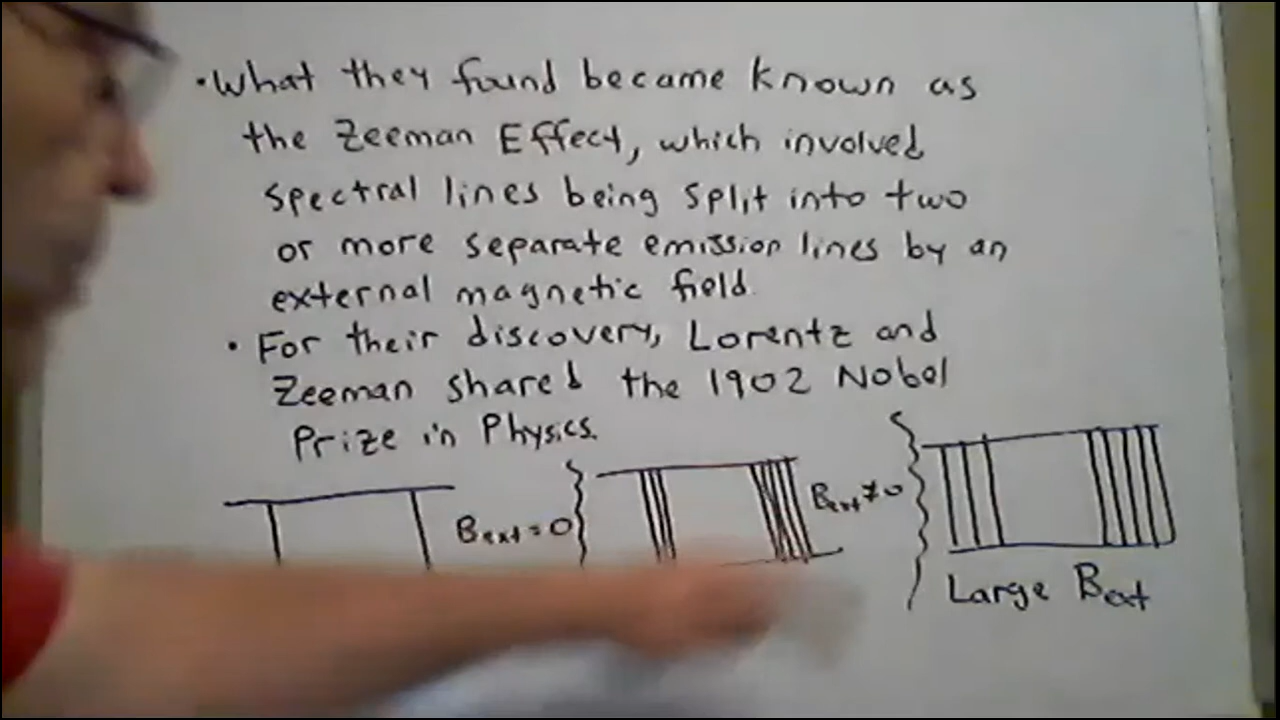 • What they found became known as
the Zeeman Effect, which involved
spectral lines being split into two
or more separate emission lines by an
external magnetic field.
• For their discovery, Lorentz and
Zeeman shared the 1902 Nobel
Prize in Physics.
Bext = 0
Bext ≠ 0
Large Bext